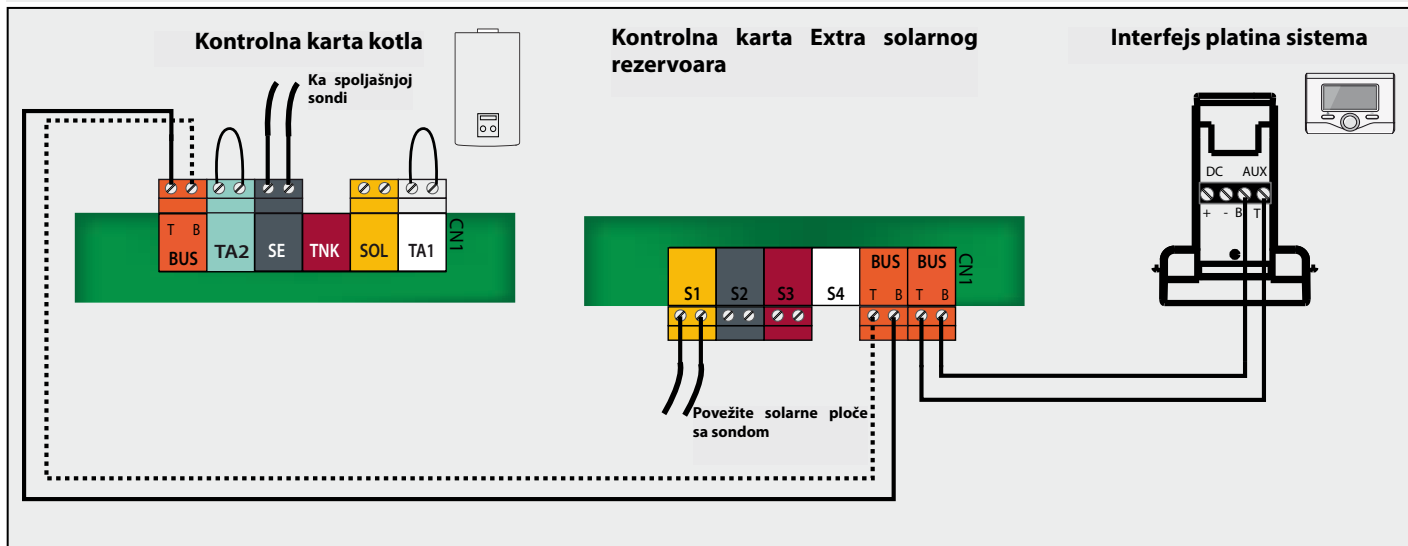 Kontrolna karta kotla
Ka spoljašnjoj
sondi
T B
BUS
TA2
SE
TNK
SOL
TA1
CN1
Kontrolna karta Extra solarnog
rezervoara
S1
S2
S3
S4
BUS
T B
BUS
T B
CN1
Povežite solarne ploče
sa sondom
Interfejs platina sistema
DC AUX
+ - B T